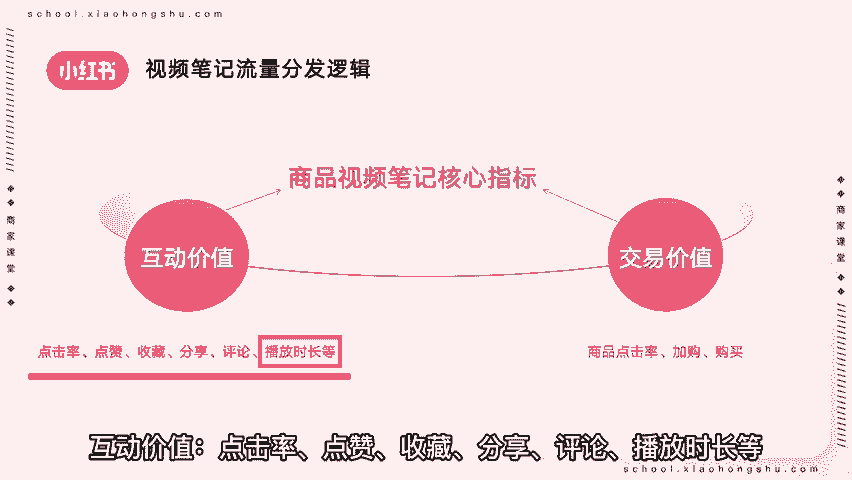 school.xiaohongshu.com
小红书 视频笔记流量分发逻辑
商品视频笔记核心指标
互动价值
交易价值
点击率、点赞、收藏、分享、评论、播放时长等
商品点击率、加购、购买
商家课堂
商家课堂
互动价值：点击率、点赞、收藏、分享、评论、播放时长等
school.xiaohongshu.com